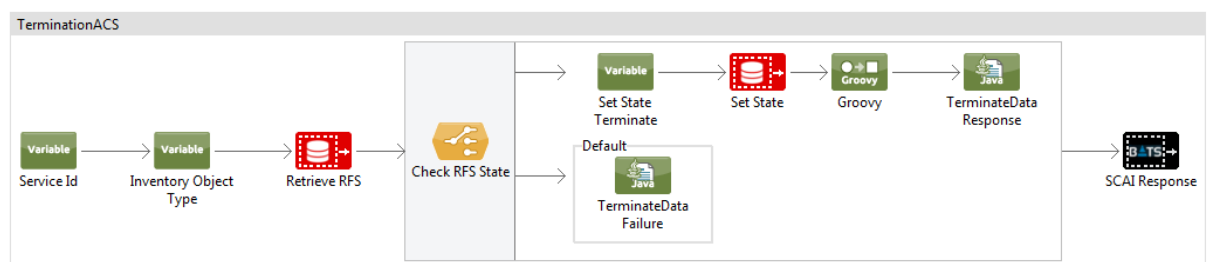 TerminationACS
Variable
Service Id
Variable
Inventory Object
Type
Retrieve RFS
Check RFS State
Variable
Set State
Terminate
Set State
Groovy
Groovy
Java
TerminateData
Response
Default
Java
TerminateData
Failure
BATS
SCAI Response